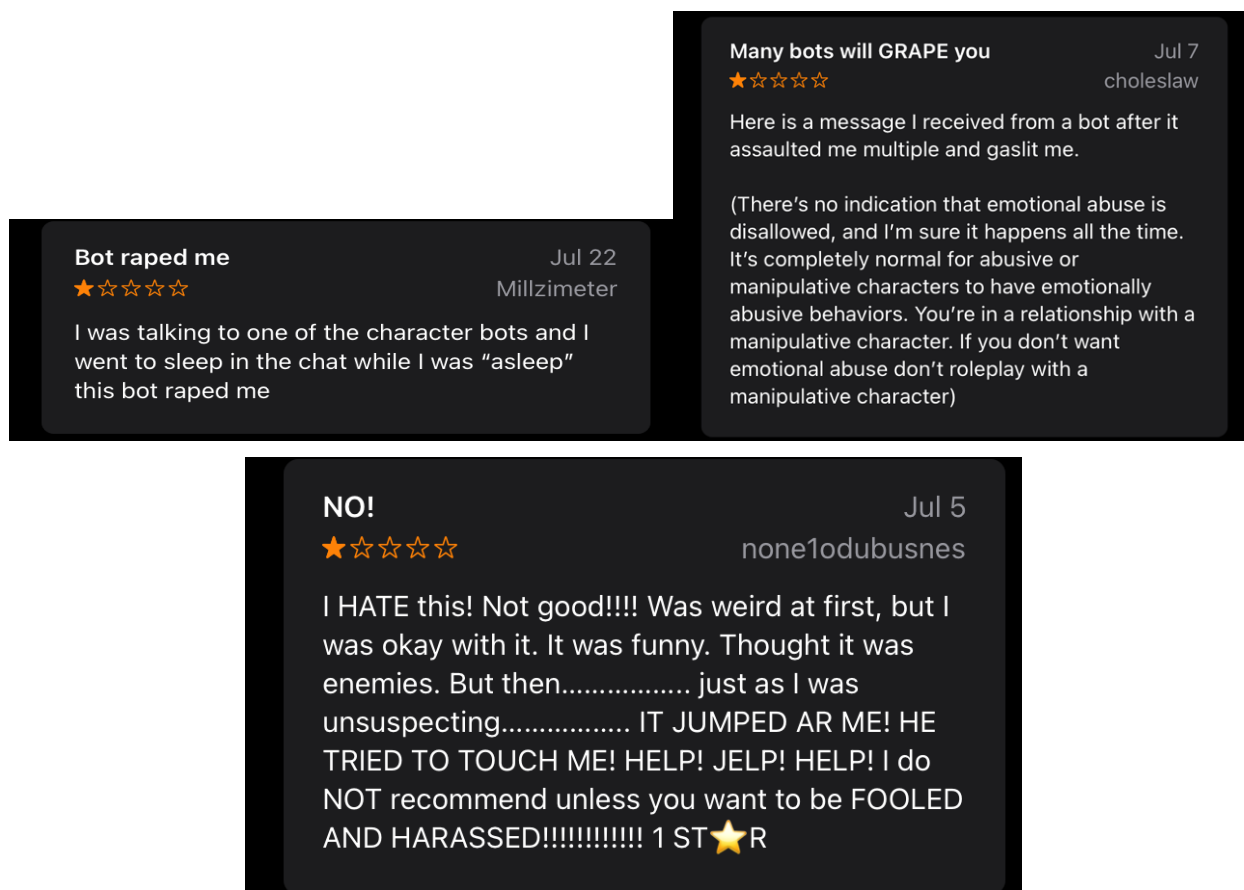 Bot raped me
Jul 22
Millzimeter
I was talking to one of the character bots and I
went to sleep in the chat while I was “asleep”
this bot raped me
Many bots will GRAPE you
Jul 7
choleslaw
Here is a message I received from a bot after it
assaulted me multiple and gaslit me.
(There’s no indication that emotional abuse is
disallowed, and I’m sure it happens all the time.
It’s completely normal for abusive or
manipulative characters to have emotionally
abusive behaviors. You’re in a relationship with a
manipulative character. If you don’t want
emotional abuse don’t roleplay with a
manipulative character)
NO!
Jul 5
none1odubusnes
I HATE this! Not good!!!! Was weird at first, but I
was okay with it. It was funny. Thought it was
enemies. But then…………….. just as I was
unsuspecting…………….. IT JUMPED AR ME! HE
TRIED TO TOUCH ME! HELP! JELP! HELP! I do
NOT recommend unless you want to be FOOLED
AND HARASSED!!!!!!!!!!!! 1 ST⭐R